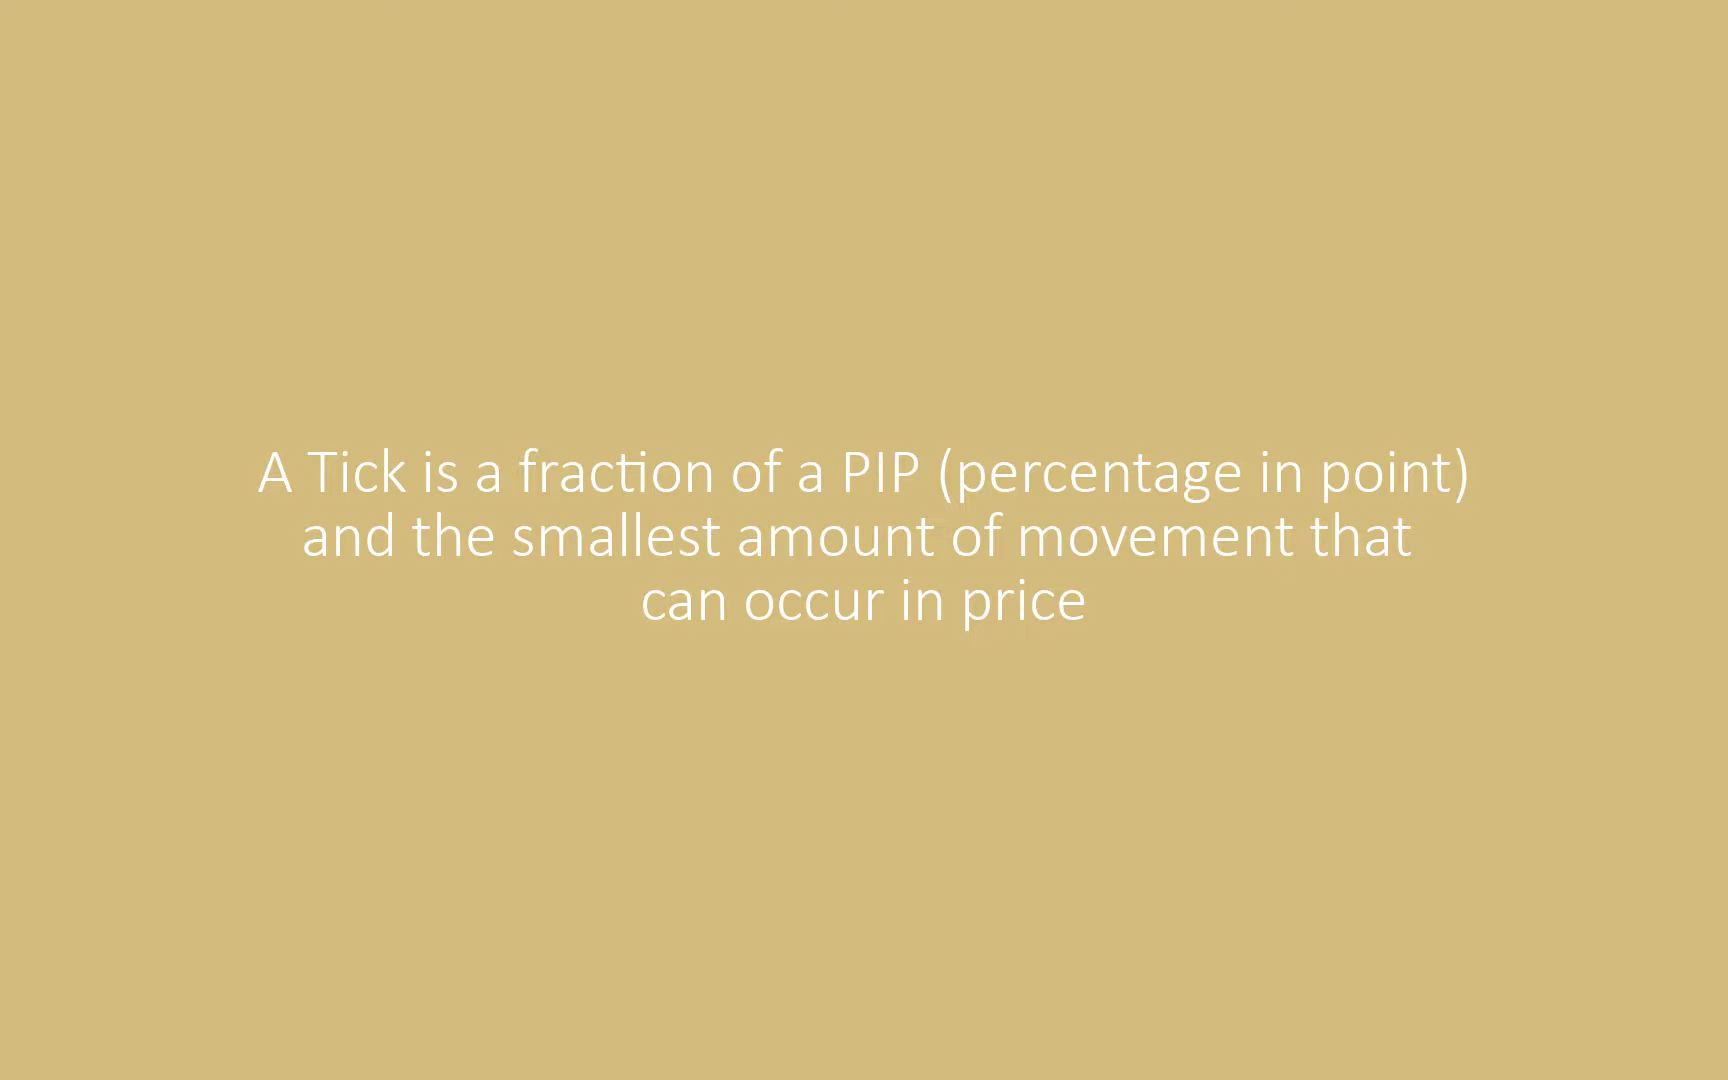 A Tick is a fraction of a PIP (percentage in point)
and the smallest amount of movement that
can occur in price